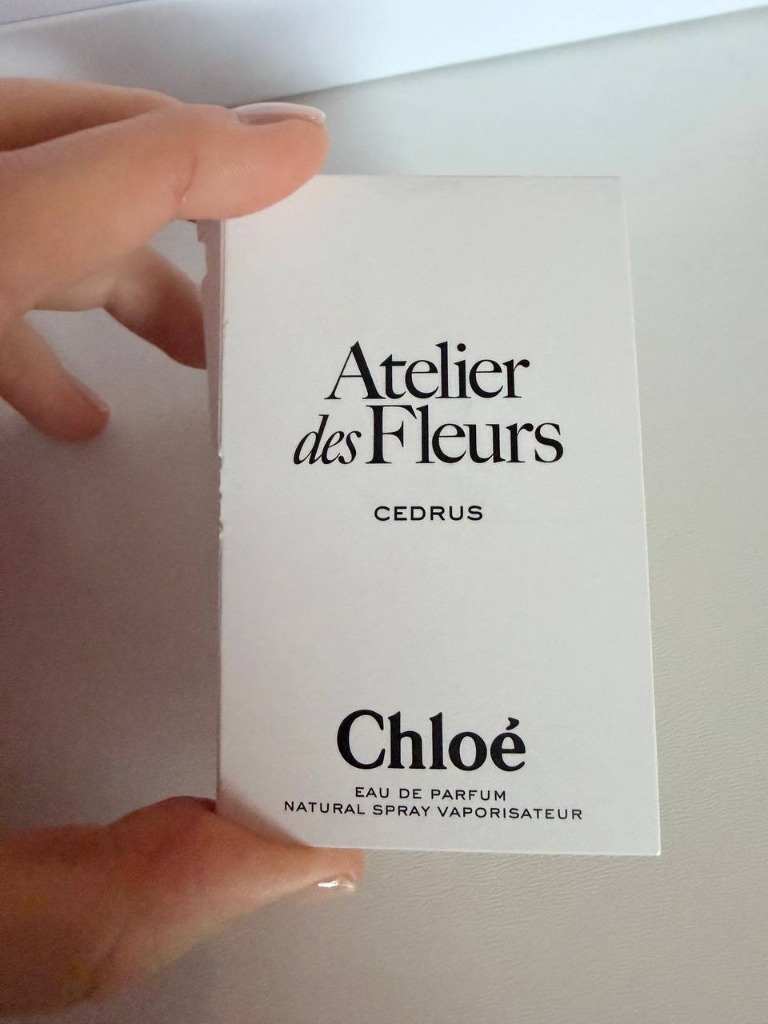 Atelier
des Fleurs
CEDRUS
Chloé
EAU DE PARFUM
NATURAL SPRAY VAPORISATEUR